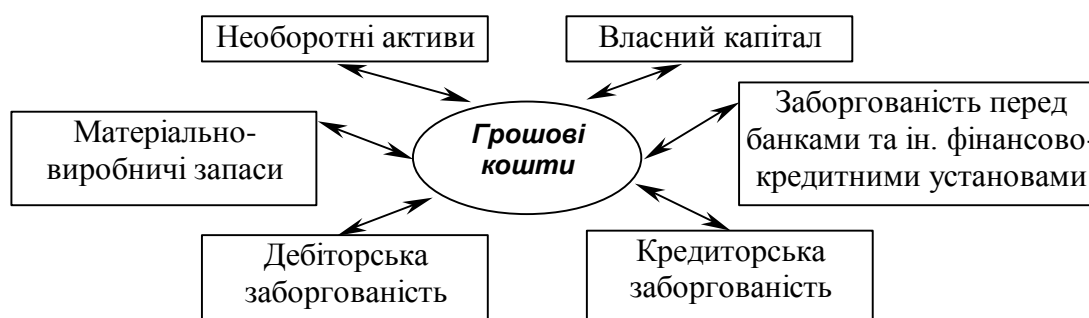 Необоротні активи
Власний капітал
Матеріально-
виробничі запаси
Грошові
кошти
Заборгованість перед
банками та ін. фінансово-
кредитними установами
Дебіторська
заборгованість
Кредиторська
заборгованість